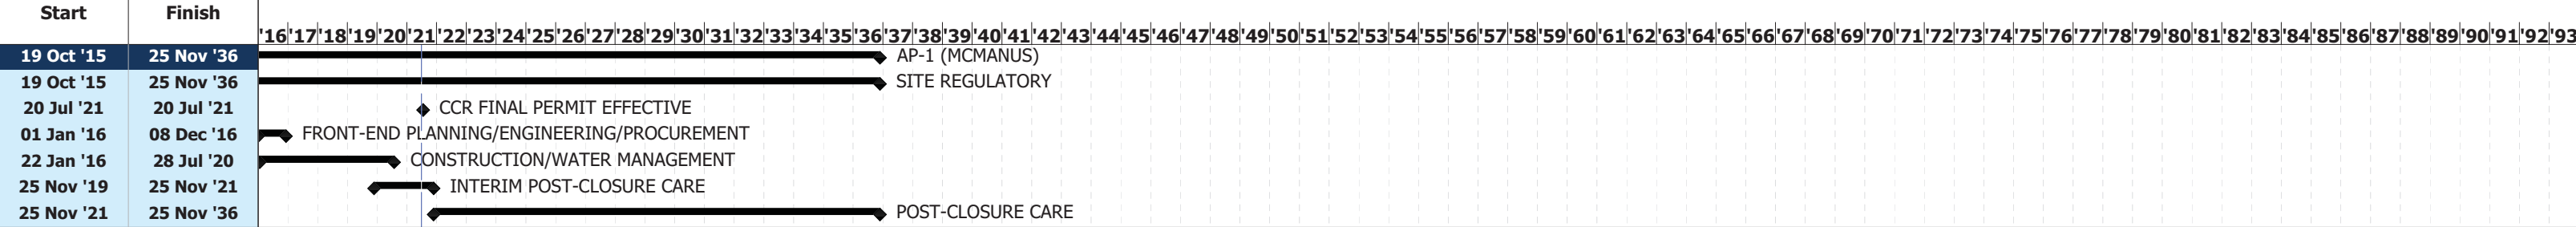 Start Finish
'16 '17 '18 '19 '20 '21 '22 '23 '24 '25 '26 '27 '28 '29 '30 '31 '32 '33 '34 '35 '36 '37 '38 '39 '40 '41 '42 '43 '44 '45 '46 '47 '48 '49 '50 '51 '52 '53 '54 '55 '56 '57 '58 '59 '60 '61 '62 '63 '64 '65 '66 '67 '68 '69 '70 '71 '72 '73 '74 '75 '76 '77 '78 '79 '80 '81 '82 '83 '84 '85 '86 '87 '88 '89 '90 '91 '92 '93
19 Oct '15 25 Nov '36 AP-1 (MCMANUS)
19 Oct '15 25 Nov '36 SITE REGULATORY
20 Jul '21 20 Jul '21 CCR FINAL PERMIT EFFECTIVE
01 Jan '16 08 Dec '16 FRONT-END PLANNING/ENGINEERING/PROCUREMENT
22 Jan '16 28 Jul '20 CONSTRUCTION/WATER MANAGEMENT
25 Nov '19 25 Nov '21 INTERIM POST-CLOSURE CARE
25 Nov '21 25 Nov '36 POST-CLOSURE CARE